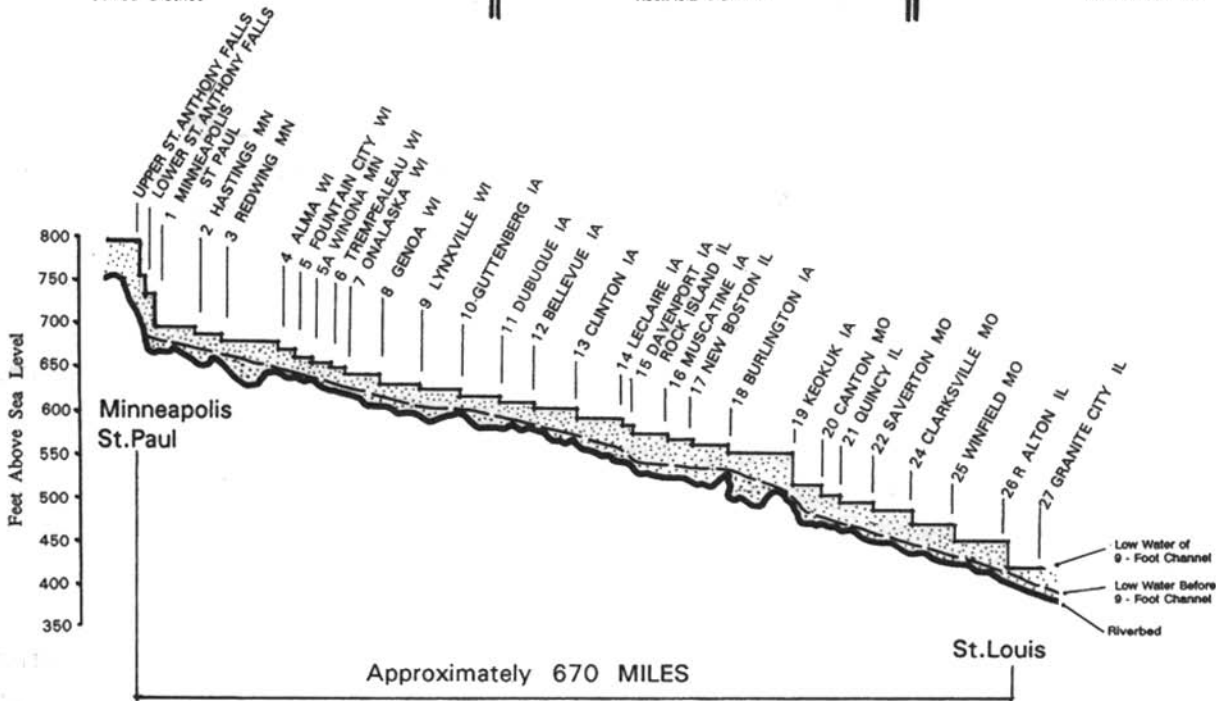 UPPER ST. ANTHONY FALLS
LOWER ST. ANTHONY FALLS
1 MINNEAPOLIS
ST PAUL
2 HASTINGS MN
3 REDWING MN
4 ALMA WI
5 FOUNTAIN CITY WI
5A WINONA MN
6 TREMPEALEAU WI
7 ONALASKA WI
8 GENOA WI
9 LYNXVILLE WI
10-GUTTENBERG IA
11 DUBUQUE IA
12 BELLEVUE IA
13 CLINTON IA
14 LECLAIRE IA
15 DAVENPORT IA
ROCK ISLAND IL
16 MUSCATINE IA
17 NEW BOSTON IL
18 BURLINGTON IA
19 KEOKUK IA
20 CANTON MO
21 QUINCY IL
22 SAVERTON MO
24 CLARKSVILLE MO
25 WINFIELD MO
26 R ALTON IL
27 GRANITE CITY IL
Feet Above Sea Level
800
750
700
650
600
550
500
450
400
350
Minneapolis
St.Paul
Low Water of
9 - Foot Channel
Low Water Before
9 - Foot Channel
Riverbed
St.Louis
Approximately 670 MILES